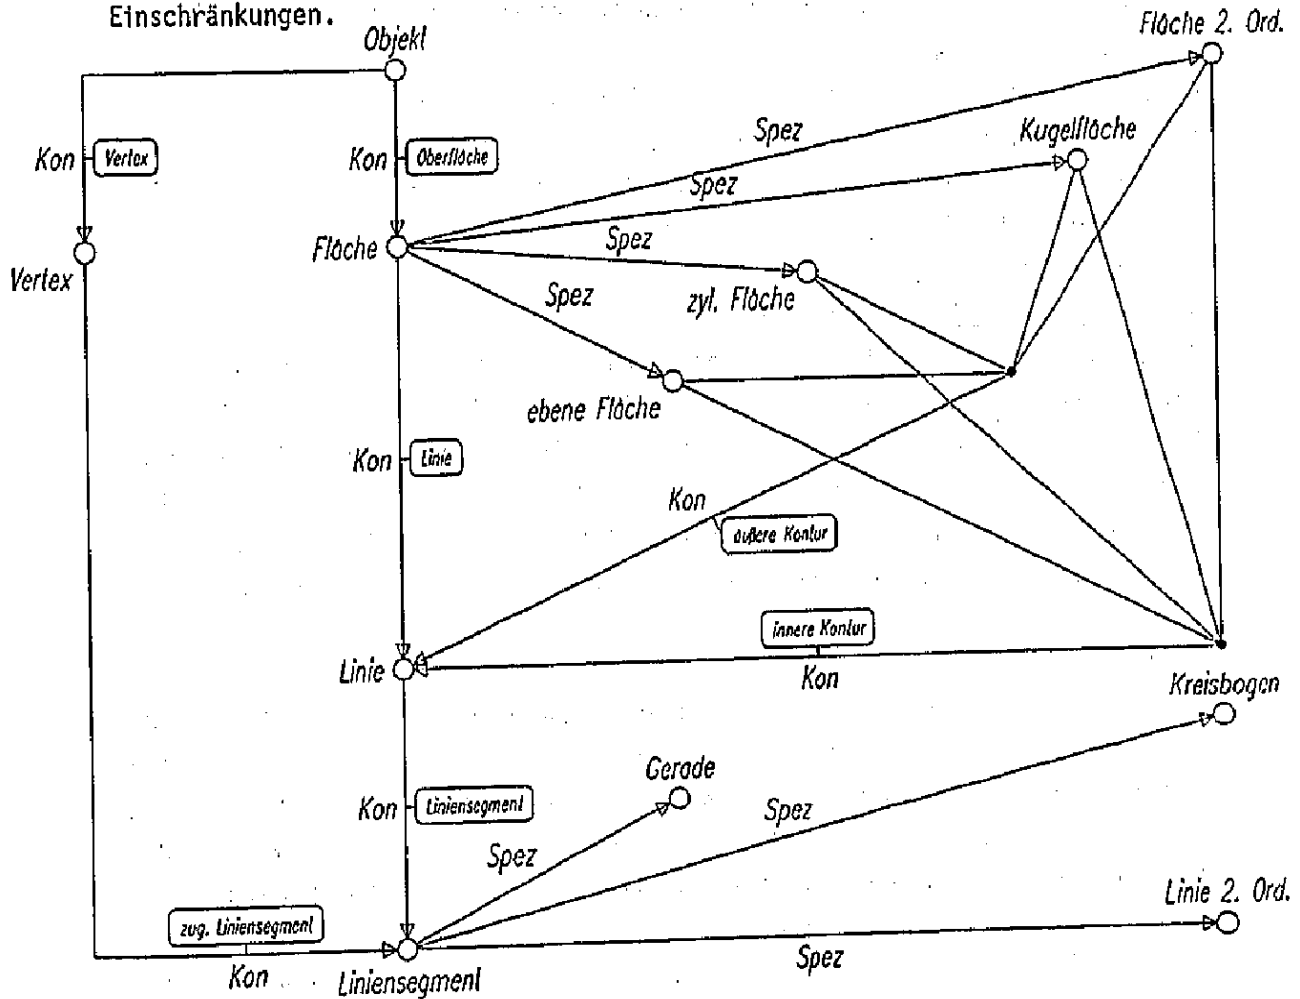 Einschränkungen.
Objekt
Fläche 2. Ord.
Kon
Vertex
Kon
Oberfläche
Spez
Kugelfläche
Spez
Fläche
Spez
Vertex
Spez
zyl. Fläche
ebene Fläche
Kon
Linie
Kon
äußere Kontur
innere Kontur
Linie
Kon
Kreisbogen
Gerade
Kon
Liniensegment
Spez
Spez
Linie 2. Ord.
zug. Liniensegment
Kon
Liniensegment
Spez